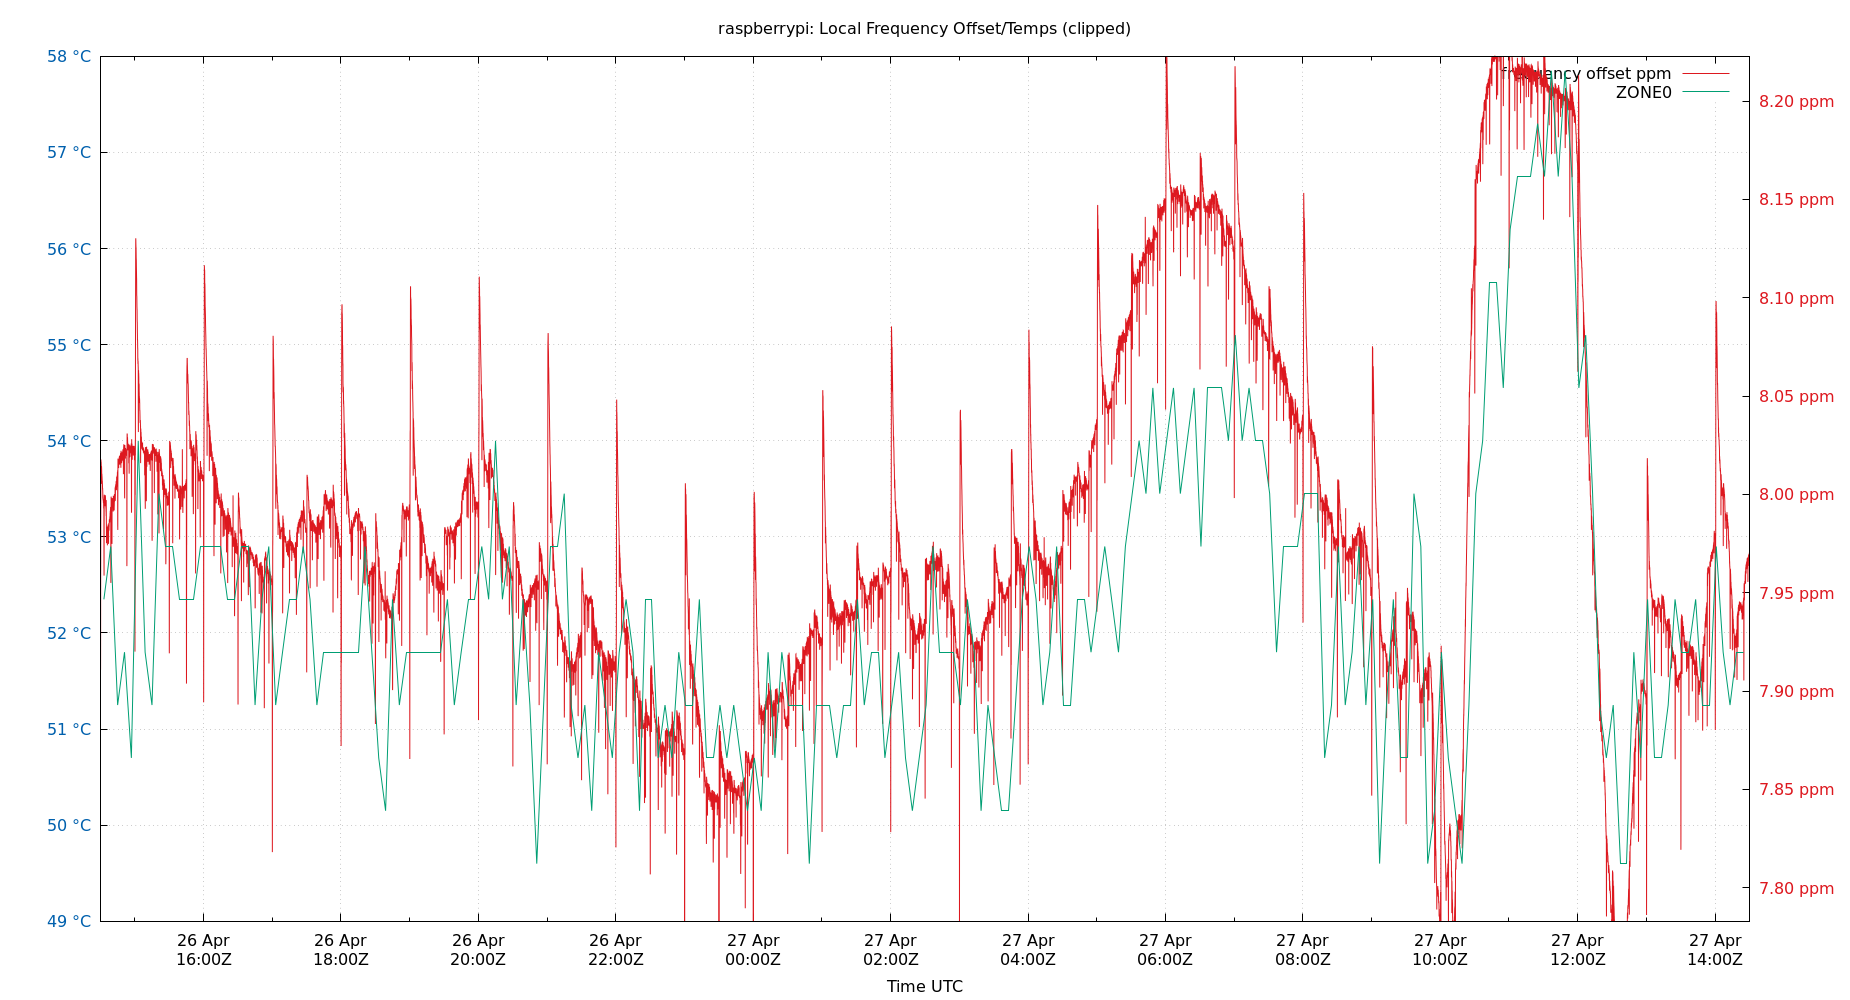 raspberrypi: Local Frequency Offset/Temps (clipped)
58 °C
57 °C
56 °C
55 °C
54 °C
53 °C
52 °C
51 °C
50 °C
49 °C
frequency offset ppm
ZONE0
8.20 ppm
8.15 ppm
8.10 ppm
8.05 ppm
8.00 ppm
7.95 ppm
7.90 ppm
7.85 ppm
7.80 ppm
26 Apr
16:00Z
26 Apr
18:00Z
26 Apr
20:00Z
26 Apr
22:00Z
27 Apr
00:00Z
27 Apr
02:00Z
27 Apr
04:00Z
27 Apr
06:00Z
27 Apr
08:00Z
27 Apr
10:00Z
27 Apr
12:00Z
27 Apr
14:00Z
Time UTC